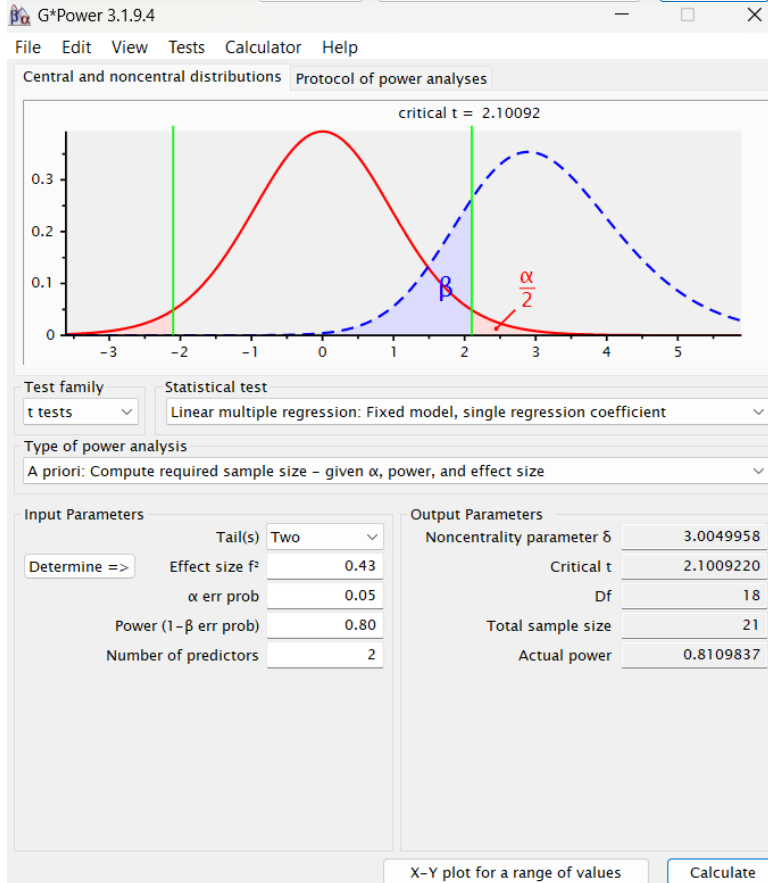 G*Power 3.1.9.4
File Edit View Tests Calculator Help
Central and noncentral distributions Protocol of power analyses
critical t = 2.10092
0.3
0.2
0.1
0
β
α
2
-3 -2 -1 0 1 2 3 4 5
Test family Statistical test
t tests Linear multiple regression: Fixed model, single regression coefficient
Type of power analysis
A priori: Compute required sample size – given α, power, and effect size
Input Parameters Output Parameters
Tail(s) Two Noncentrality parameter δ 3.0049958
Determine => Effect size f² 0.43 Critical t 2.1009220
α err prob 0.05 Df 18
Power (1-β err prob) 0.80 Total sample size 21
Number of predictors 2 Actual power 0.8109837
X-Y plot for a range of values Calculate